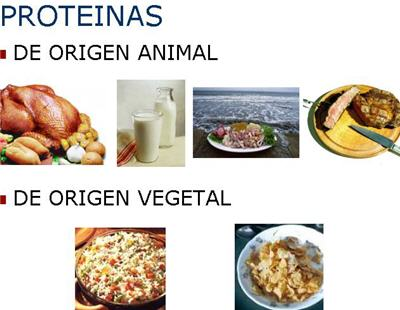 PROTEINAS
DE ORIGEN ANIMAL
DE ORIGEN VEGETAL